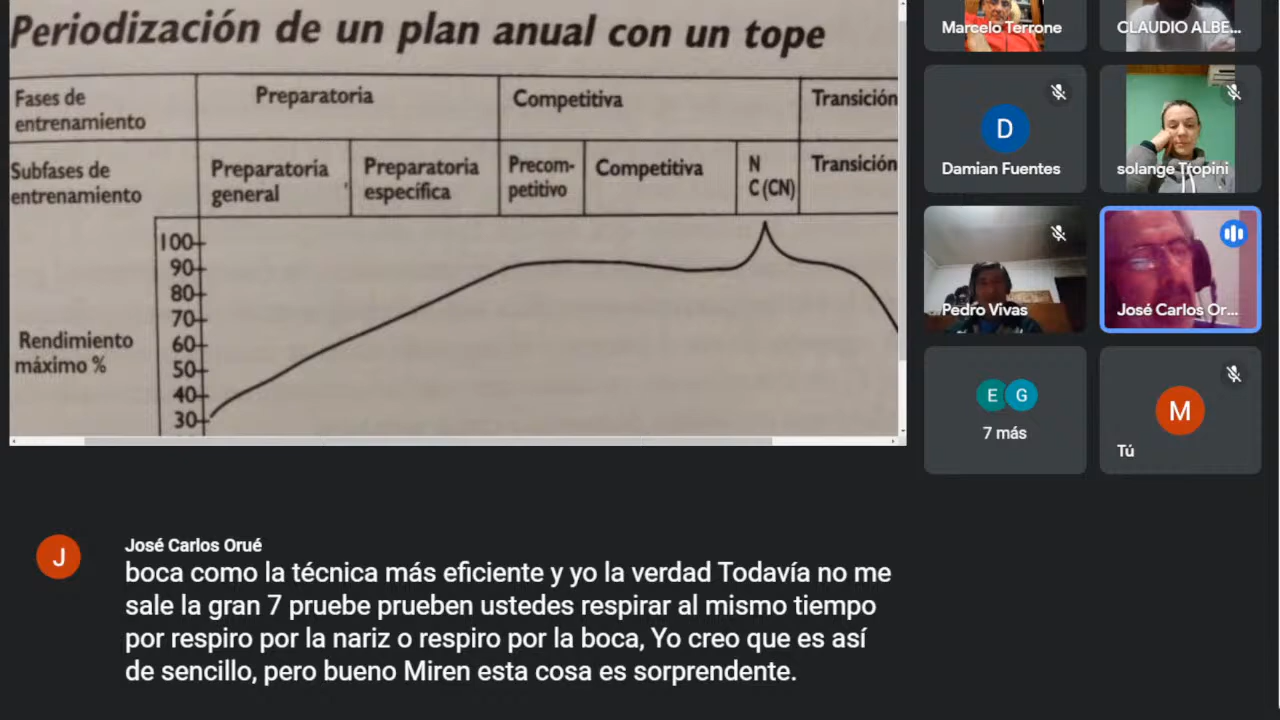 Periodización de un plan anual con un tope
Fases de
entrenamiento
Preparatoria
Competitiva
Transición
Subfases de
entrenamiento
Preparatoria
general
Preparatoria
específica
Precom-
petitivo
Competitiva
N
C (CN)
Transición
Rendimiento
máximo %
100
90
80
70
60
50
40
30
Marcelo Terrone
CLAUDIO ALBE...
D
Damian Fuentes
solange Tropini
Pedro Vivas
José Carlos Or...
E G
7 más
M
Tú
J
José Carlos Orué
boca como la técnica más eficiente y yo la verdad Todavía no me
sale la gran 7 pruebe prueben ustedes respirar al mismo tiempo
por respiro por la nariz o respiro por la boca, Yo creo que es así
de sencillo, pero bueno Miren esta cosa es sorprendente.